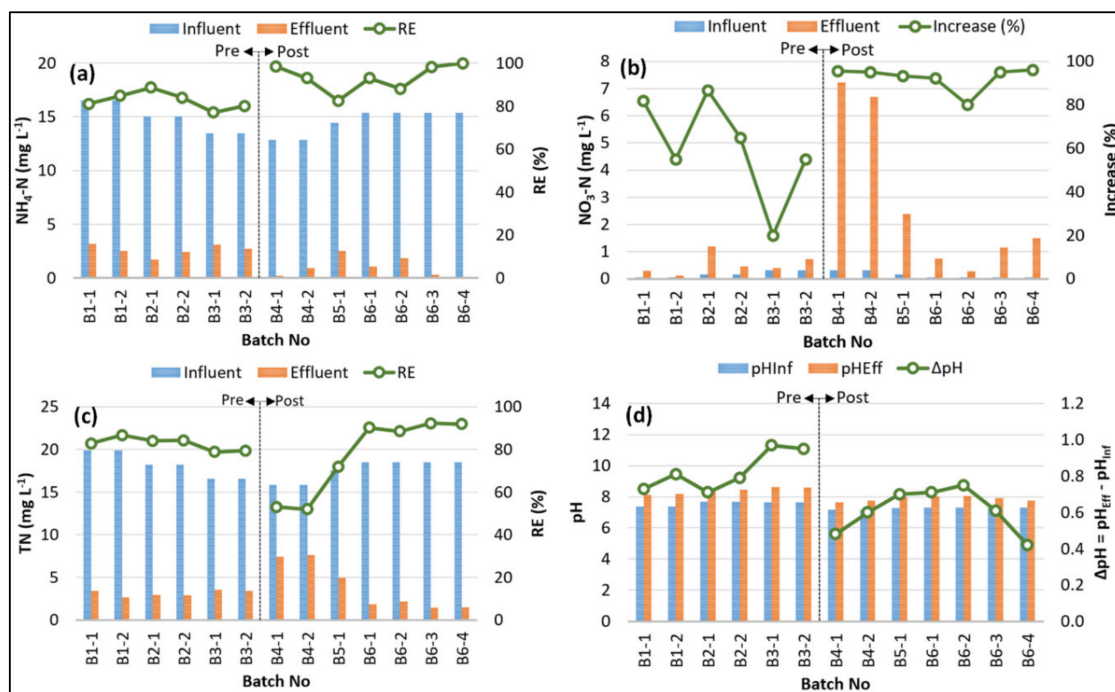 Influent Effluent RE
Pre Post
(a)
NH₄-N (mg L⁻¹)
20
15
10
5
0
RE (%)
100
80
60
40
20
0
B1-1 B1-2 B2-1 B2-2 B3-1 B3-2 B4-1 B4-2 B5-1 B6-1 B6-2 B6-3 B6-4
Batch No
Influent Effluent Increase (%)
Pre Post
(b)
NO₃-N (mg L⁻¹)
8
7
6
5
4
3
2
1
0
Increase (%)
100
80
60
40
20
0
B1-1 B1-2 B2-1 B2-2 B3-1 B3-2 B4-1 B4-2 B5-1 B6-1 B6-2 B6-3 B6-4
Batch No
Influent Effluent RE
Pre Post
(c)
TN (mg L⁻¹)
25
20
15
10
5
0
RE (%)
100
80
60
40
20
0
B1-1 B1-2 B2-1 B2-2 B3-1 B3-2 B4-1 B4-2 B5-1 B6-1 B6-2 B6-3 B6-4
Batch No
pHInf pHEff ΔpH
Pre Post
(d)
pH
14
12
10
8
6
4
2
0
ΔpH = pH_Eff - pH_Inf
1.2
1.0
0.8
0.6
0.4
0.2
0.0
B1-1 B1-2 B2-1 B2-2 B3-1 B3-2 B4-1 B4-2 B5-1 B6-1 B6-2 B6-3 B6-4
Batch No